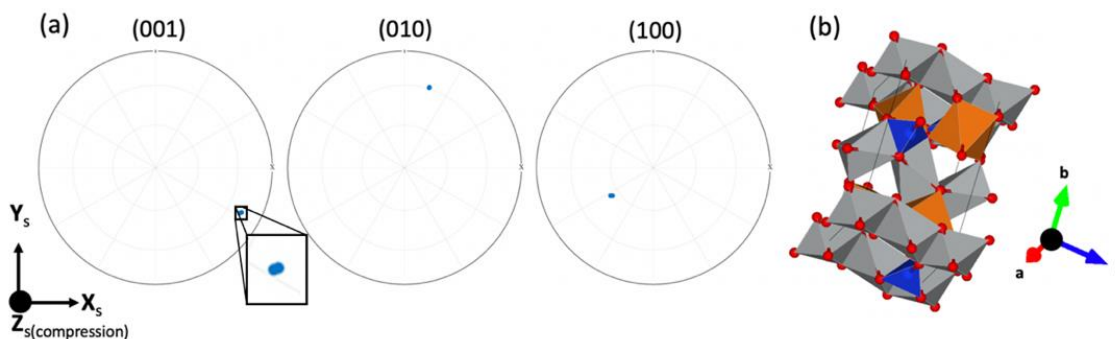 (a)
(001)
(010)
(100)
(b)
X
X
X
Y
Y
Y
Yₛ
Xₛ
Zₛ(compression)
b
a